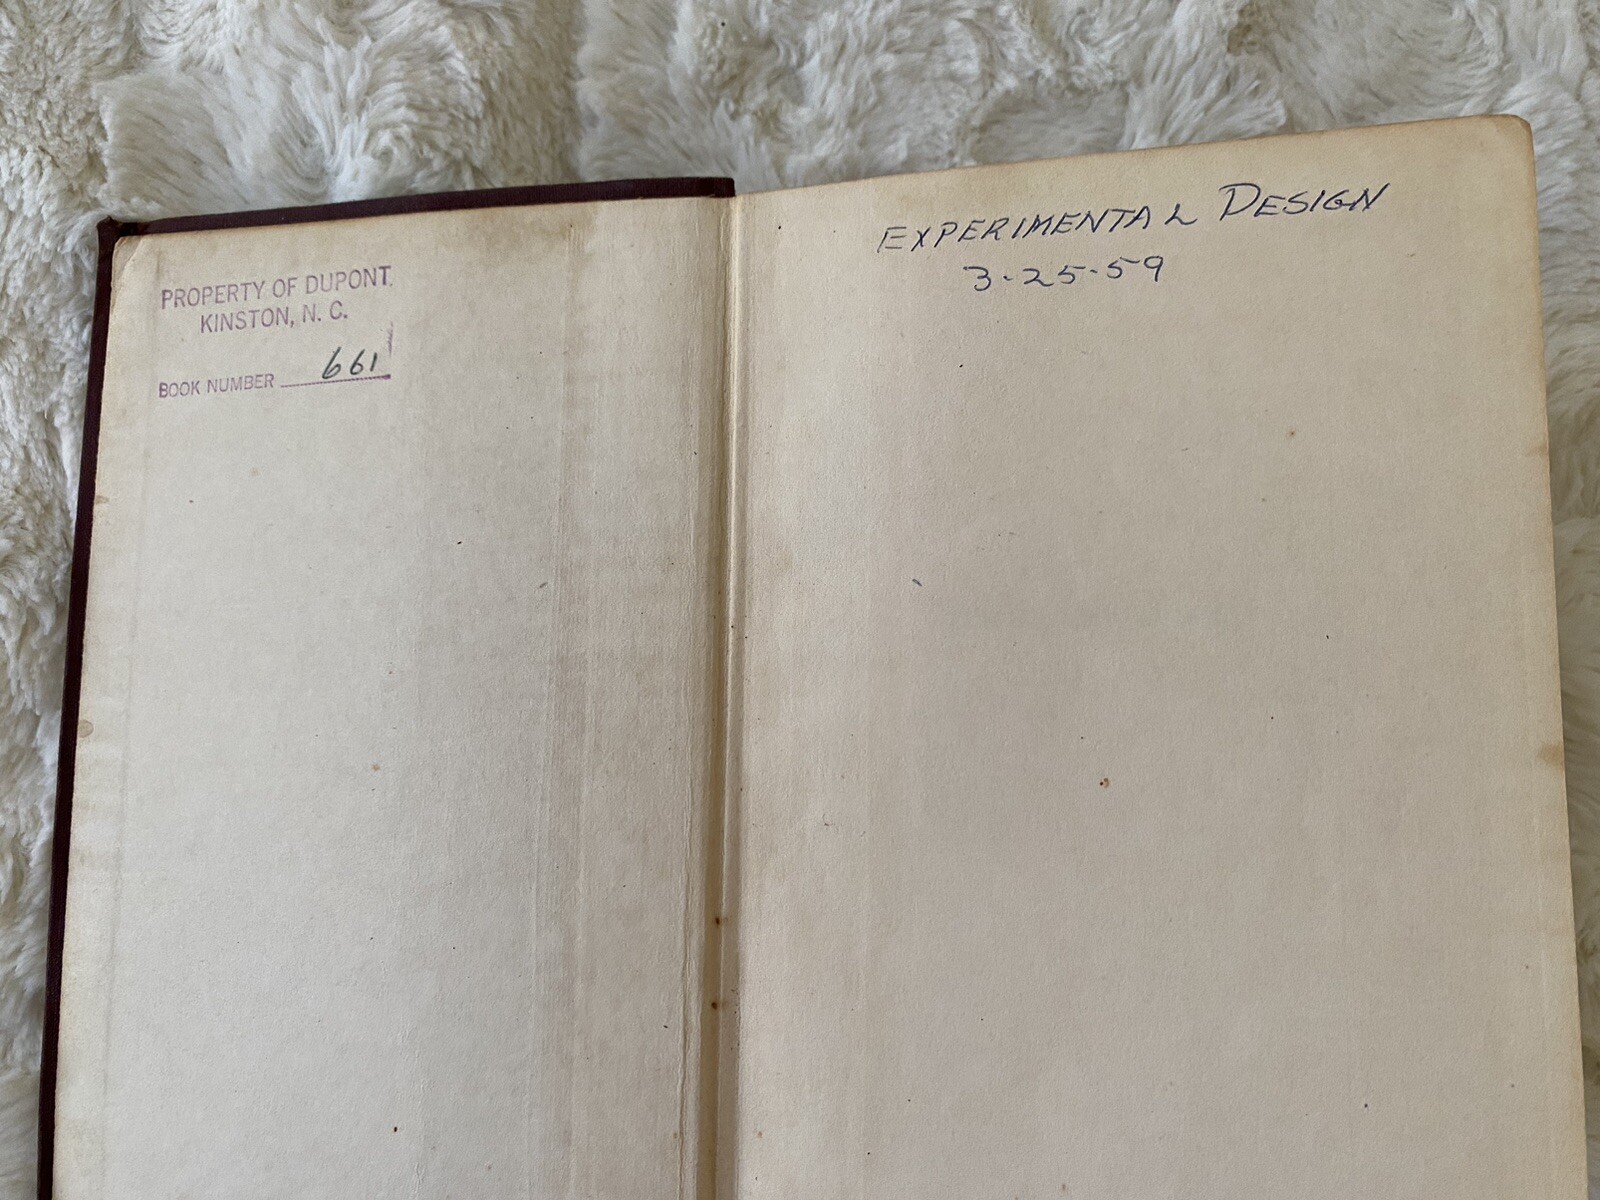 PROPERTY OF DUPONT
KINSTON, N. C.
BOOK NUMBER 661
EXPERIMENTAL DESIGN
3-25-59